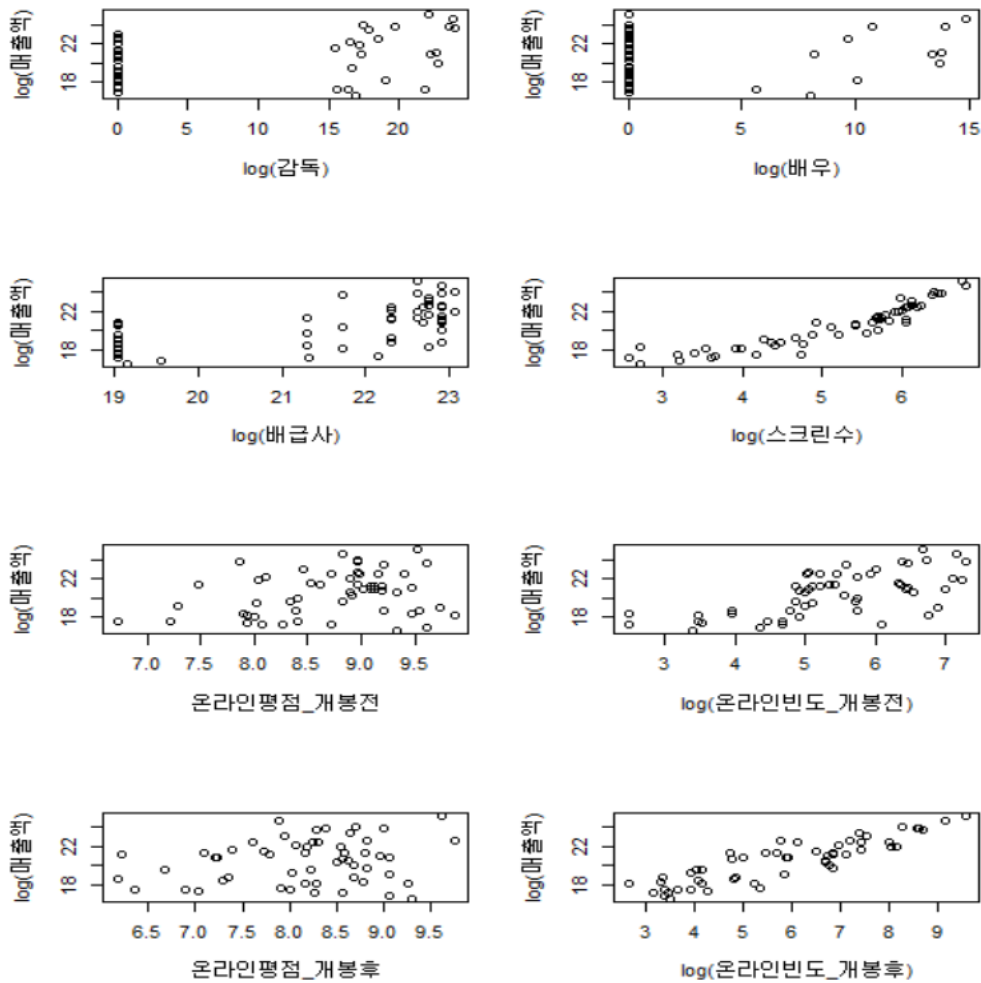 log(매출액)
22
18
0 5 10 15 20
log(감독)
log(매출액)
22
18
0 5 10 15
log(배우)
log(매출액)
22
18
19 20 21 22 23
log(배급사)
log(매출액)
22
18
3 4 5 6
log(스크린수)
log(매출액)
22
18
7.0 7.5 8.0 8.5 9.0 9.5
온라인평점_개봉전
log(매출액)
22
18
3 4 5 6 7
log(온라인빈도_개봉전)
log(매출액)
22
18
6.5 7.0 7.5 8.0 8.5 9.0 9.5
온라인평점_개봉후
log(매출액)
22
18
3 4 5 6 7 8 9
log(온라인빈도_개봉후)